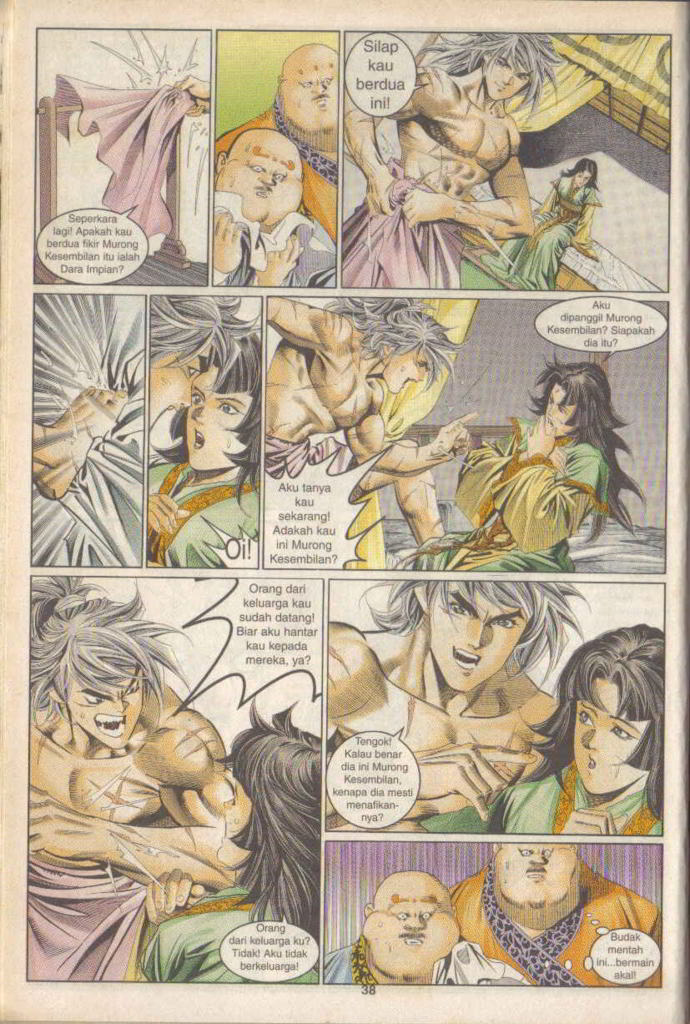 Seperkara
lagi! Apakah kau
berdua fikir Murong
Kesembilan itu ialah
Dara Impian?
Silap
kau
berdua
ini!
Oi!
Aku tanya
kau
sekarang!
Adakah kau
ini Murong
Kesembilan?
Aku
dipanggil Murong
Kesembilan? Siapakah
dia itu?
Orang dari
keluarga kau
sudah datang!
Biar aku hantar
kau kepada
mereka, ya?
Orang
dari keluarga ku?
Tidak! Aku tidak
berkeluarga!
Tengok!
Kalau benar
dia ini Murong
Kesembilan,
kenapa dia mesti
menafikan-
nya?
Budak
mentah
ini...bermain
akal!
38